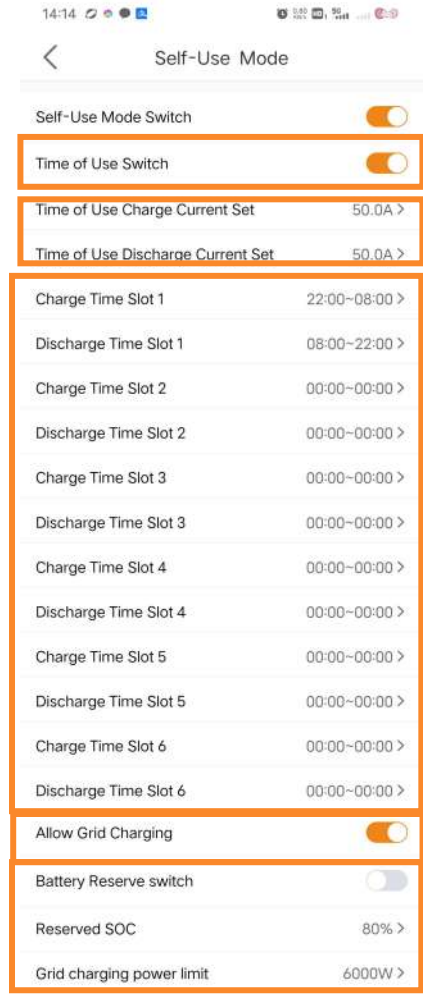 14:14
Self-Use Mode
Self-Use Mode Switch
Time of Use Switch
Time of Use Charge Current Set 50.0A >
Time of Use Discharge Current Set 50.0A >
Charge Time Slot 1 22:00~08:00 >
Discharge Time Slot 1 08:00~22:00 >
Charge Time Slot 2 00:00~00:00 >
Discharge Time Slot 2 00:00~00:00 >
Charge Time Slot 3 00:00~00:00 >
Discharge Time Slot 3 00:00~00:00 >
Charge Time Slot 4 00:00~00:00 >
Discharge Time Slot 4 00:00~00:00 >
Charge Time Slot 5 00:00~00:00 >
Discharge Time Slot 5 00:00~00:00 >
Charge Time Slot 6 00:00~00:00 >
Discharge Time Slot 6 00:00~00:00 >
Allow Grid Charging
Battery Reserve switch
Reserved SOC 80% >
Grid charging power limit 6000W >